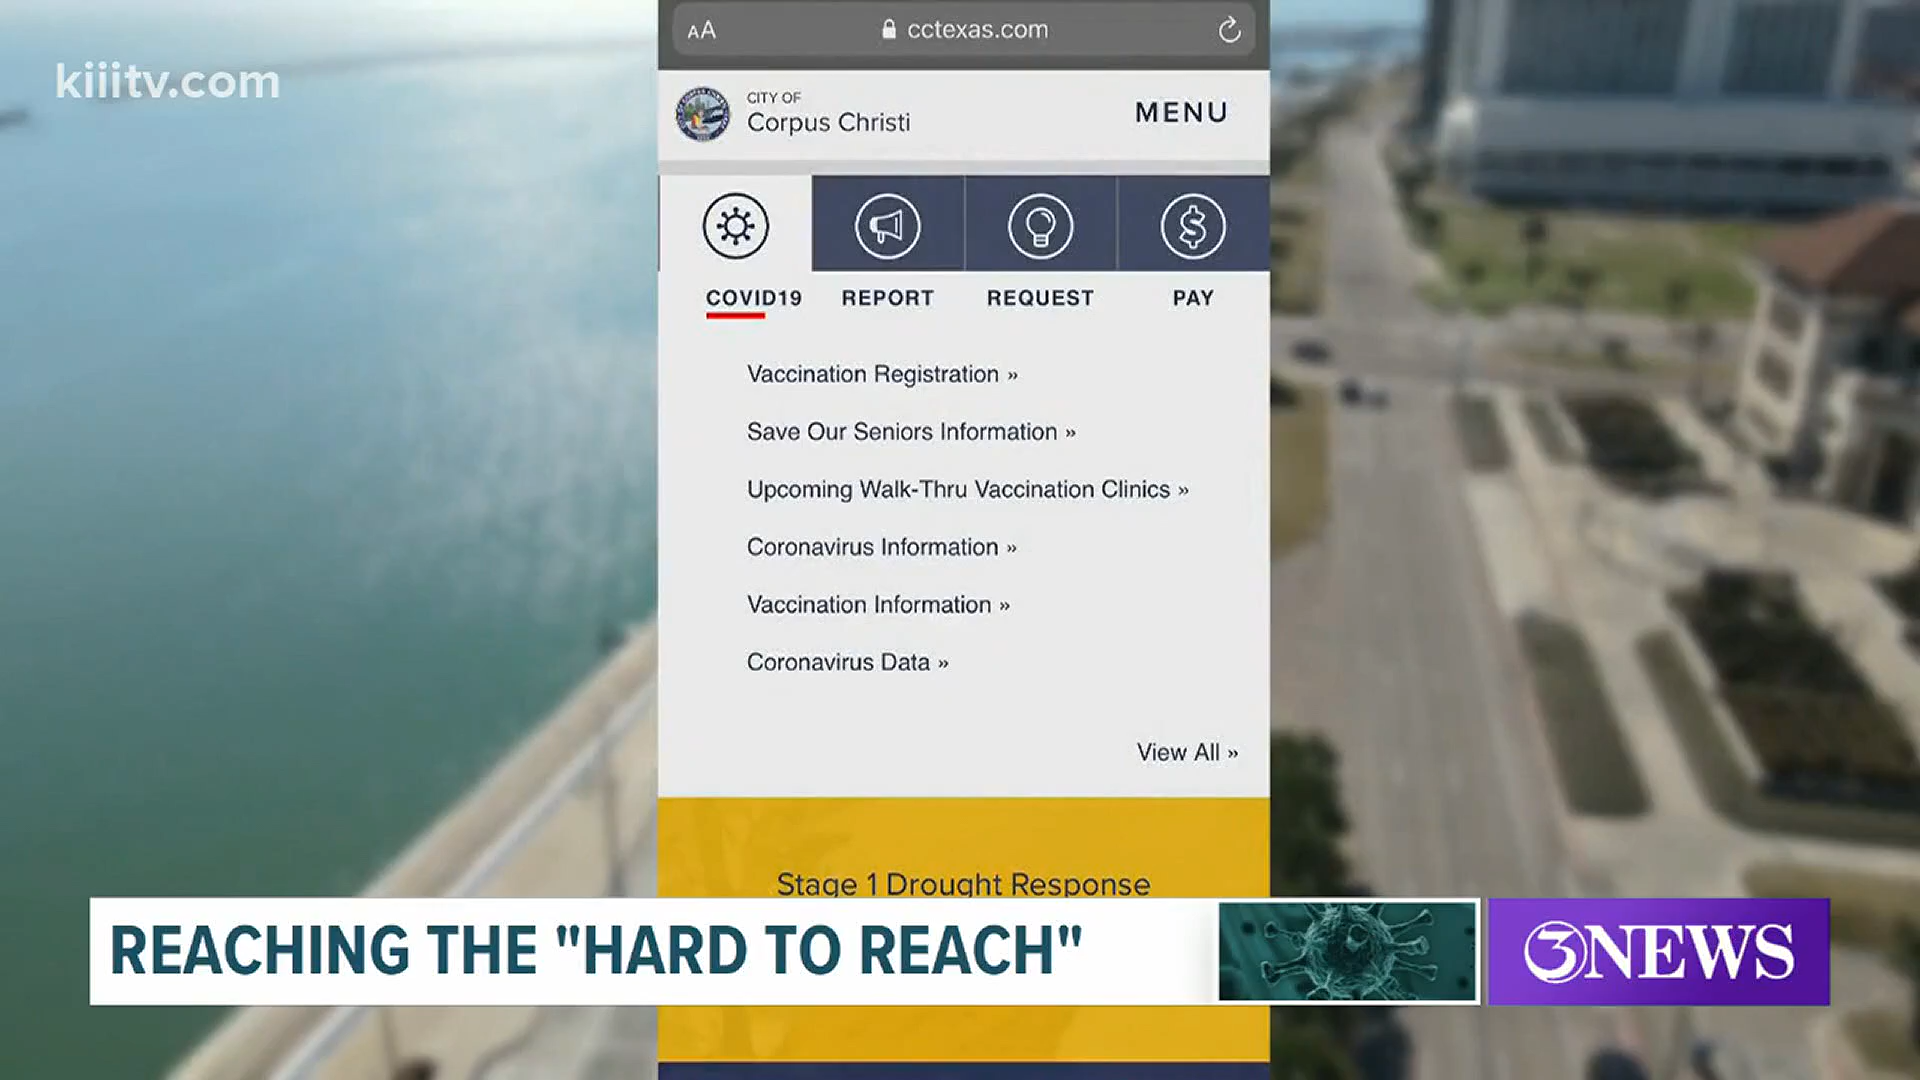 kiiitv.com
AA cctexas.com
CITY OF
Corpus Christi
MENU
COVID19 REPORT REQUEST PAY
Vaccination Registration »
Save Our Seniors Information »
Upcoming Walk-Thru Vaccination Clinics »
Coronavirus Information »
Vaccination Information »
Coronavirus Data »
View All »
Stage 1 Drought Response
REACHING THE "HARD TO REACH"
3NEWS